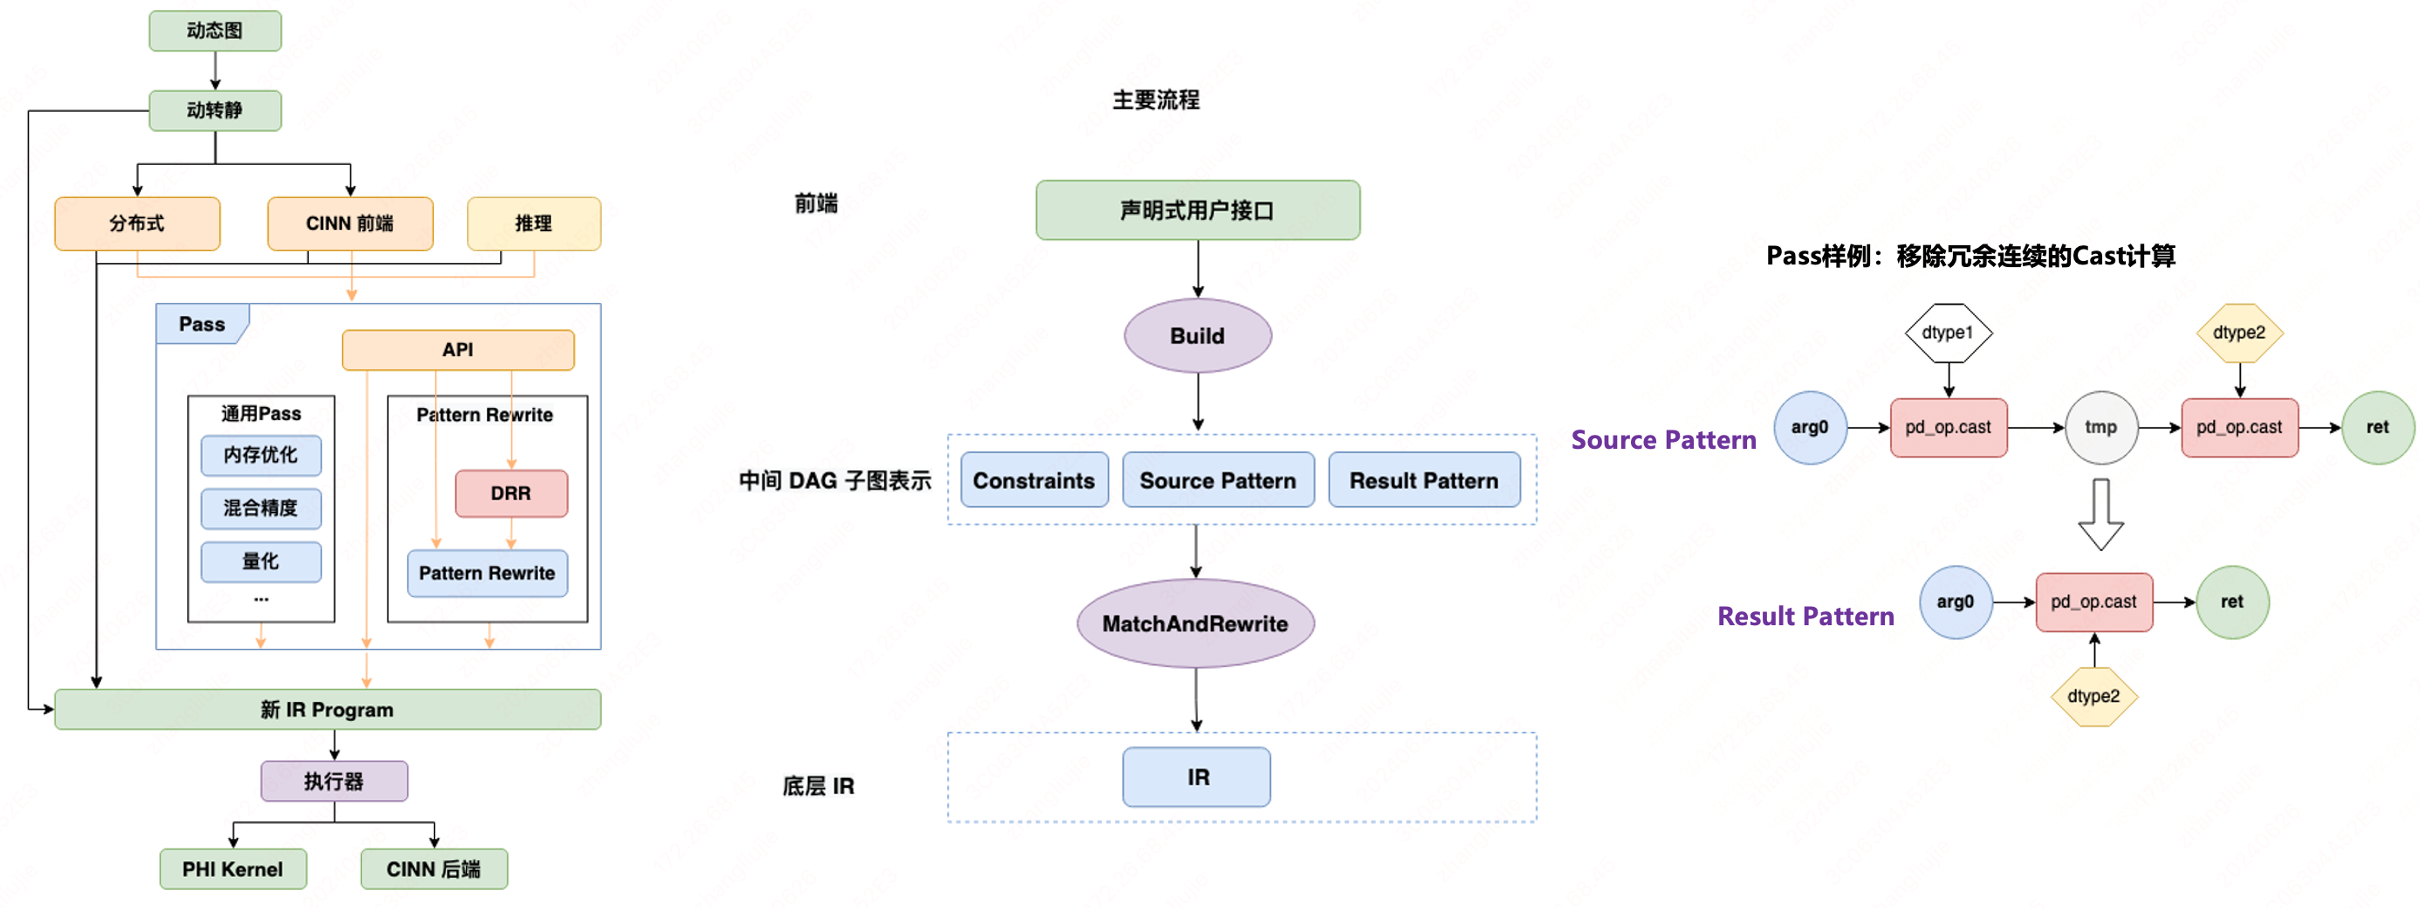 动态图
动转静
分布式
CINN 前端
推理
Pass
API
通用Pass
内存优化
混合精度
量化
...
Pattern Rewrite
DRR
Pattern Rewrite
新 IR Program
执行器
PHI Kernel
CINN 后端
主要流程
前端
声明式用户接口
Build
中间 DAG 子图表示
Constraints
Source Pattern
Result Pattern
MatchAndRewrite
底层 IR
IR
Pass样例：移除冗余连续的Cast计算
dtype1
dtype2
Source Pattern
arg0
pd_op.cast
tmp
pd_op.cast
ret
Result Pattern
arg0
pd_op.cast
ret
dtype2